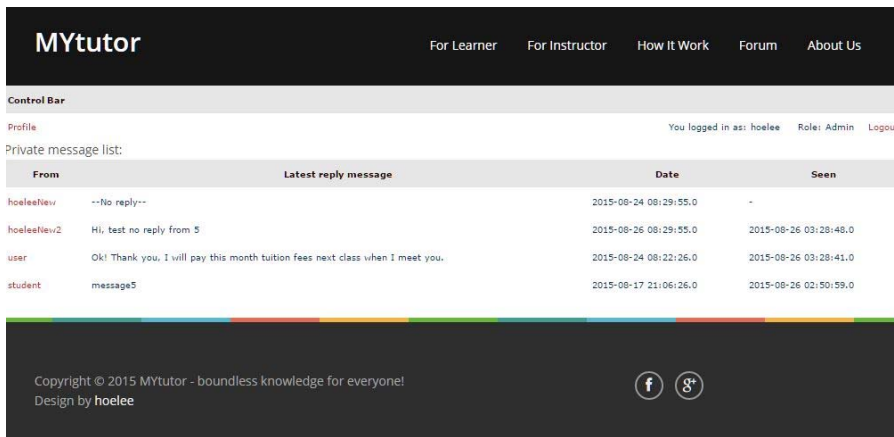 MYtutor For Learner For Instructor How It Work Forum About Us
Control Bar
Profile You logged in as: hoelee Role: Admin Logou
Private message list:
From Latest reply message Date Seen
hoeleeNew --No reply-- 2015-08-24 08:29:55.0 -
hoeleeNew2 Hi, test no reply from 5 2015-08-26 08:29:55.0 2015-08-26 03:28:48.0
user Ok! Thank you, I will pay this month tuition fees next class when I meet you. 2015-08-24 08:22:26.0 2015-08-26 03:28:41.0
student message5 2015-08-17 21:06:26.0 2015-08-26 02:50:59.0
Copyright © 2015 MYtutor - boundless knowledge for everyone!
Design by hoelee
f g+